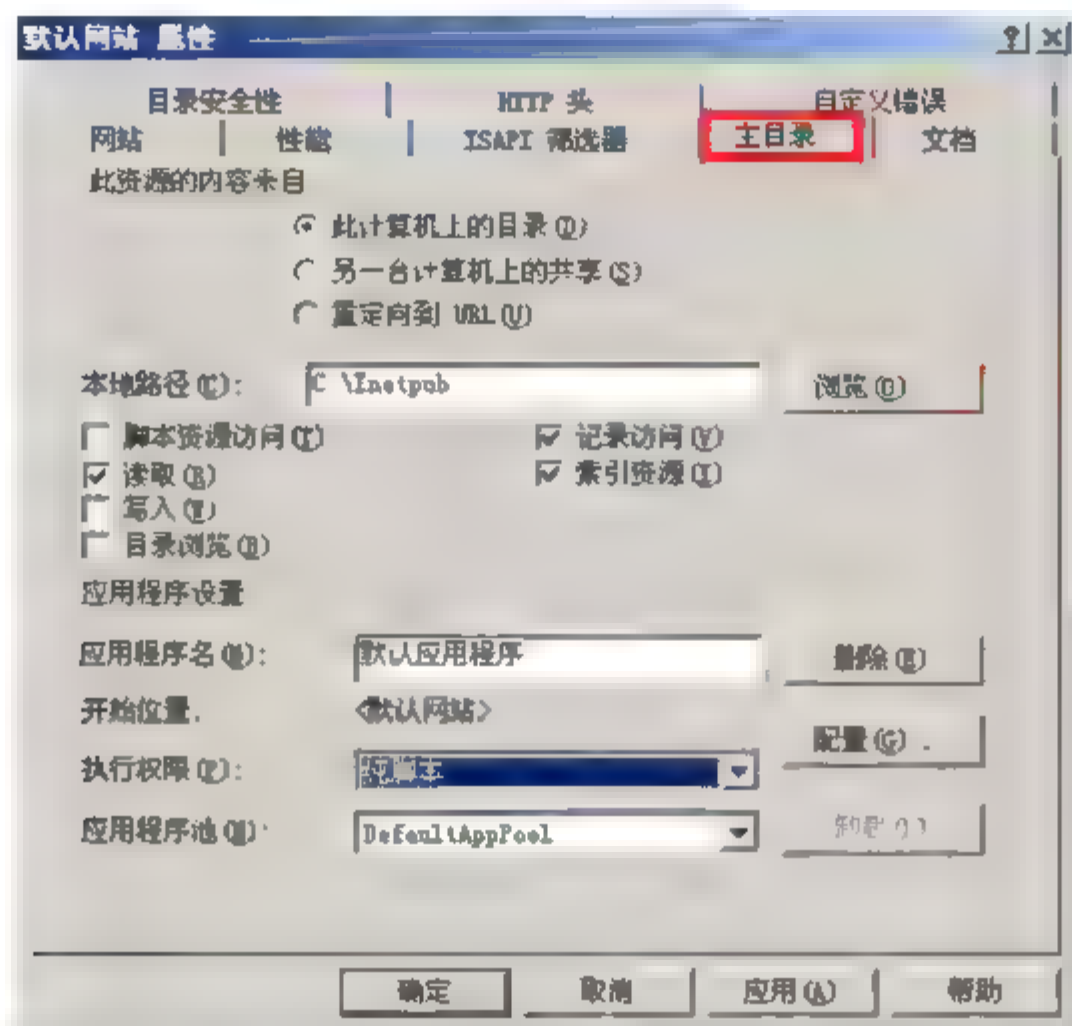 默认网站 属性
目录安全性 HTTP 头 自定义错误
网站 性能 ISAPI 筛选器 主目录 文档
此资源的内容来自
此计算机上的目录(D)
另一台计算机上的共享(S)
重定向到 URL(U)
本地路径(C): C \Inetpub 浏览(O)
脚本资源访问(T) 记录访问(V)
读取(R) 索引资源(I)
写入(W)
目录浏览(B)
应用程序设置
应用程序名(M): 默认应用程序 删除(E)
开始位置. <默认网站>
配置(G) .
执行权限(P): 纯脚本
应用程序池(N): DefaultAppPool 卸载(L)
确定 取消 应用(A) 帮助